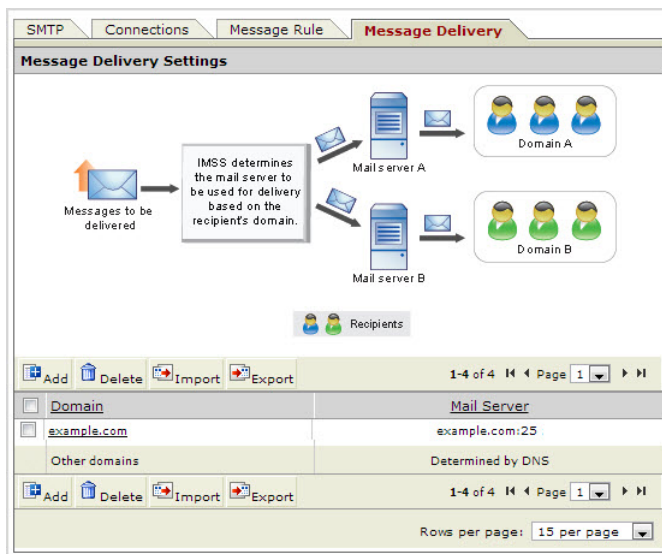 SMTP Connections Message Rule Message Delivery
Message Delivery Settings
IMSS determines
the mail server to
be used for delivery
based on the
recipient's domain.
Messages to be
delivered
Mail server A
Domain A
Mail server B
Domain B
Recipients
Add Delete Import Export 1-4 of 4 Page 1
Domain Mail Server
example.com example.com:25
Other domains Determined by DNS
Add Delete Import Export 1-4 of 4 Page 1
Rows per page: 15 per page